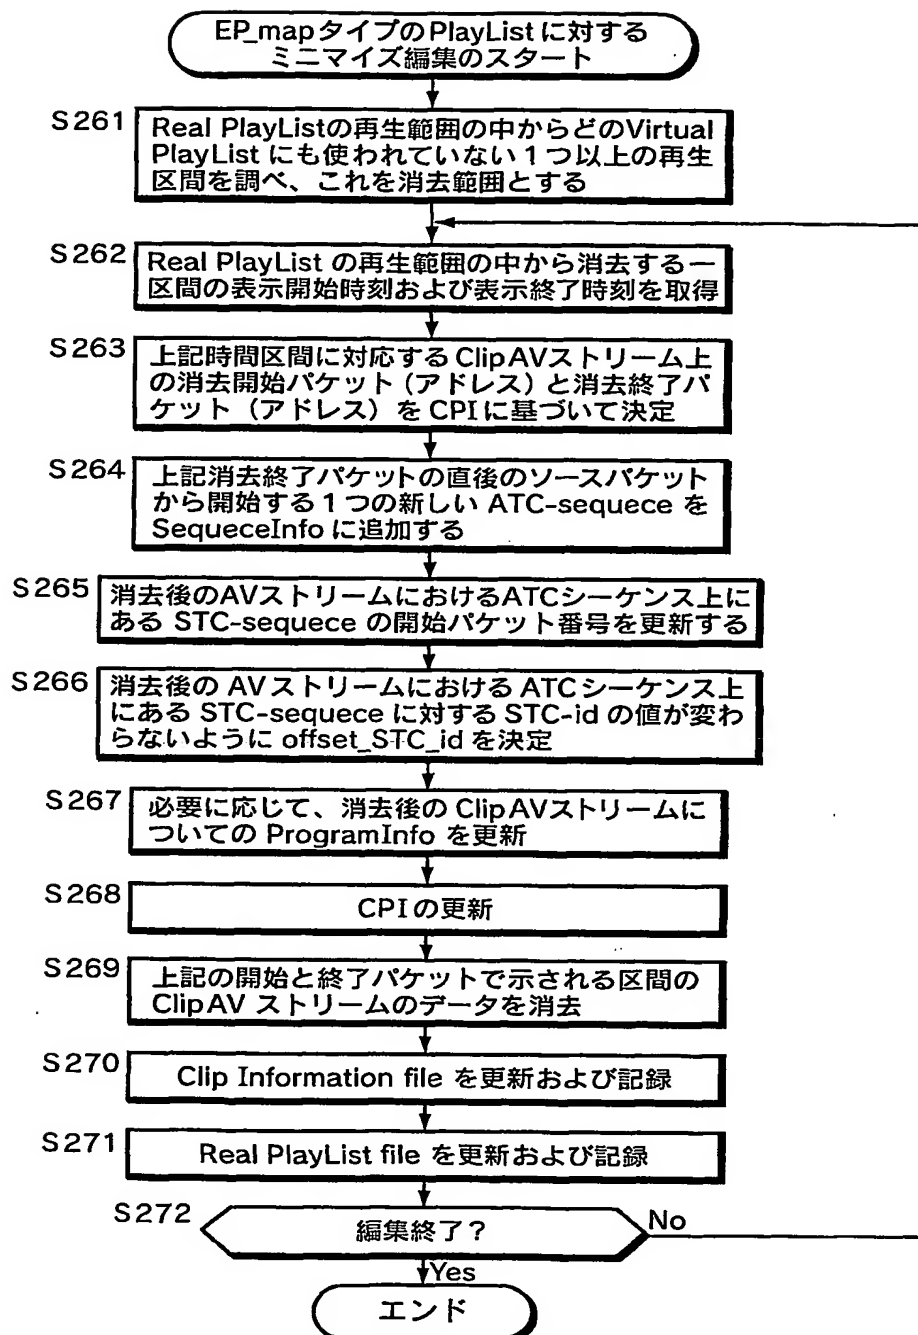 EP_mapタイプのPlayListに対する
ミニマイズ編集のスタート
S261
Real PlayListの再生範囲の中からどのVirtual
PlayListにも使われていない1つ以上の再生
区間を調べ、これを消去範囲とする
S262
Real PlayListの再生範囲の中から消去する一
区間の表示開始時刻および表示終了時刻を取得
S263
上記時間区間に対応するClipAVストリーム上
の消去開始パケット(アドレス)と消去終了パ
ケット(アドレス)をCPIに基づいて決定
S264
上記消去終了パケットの直後のソースパケット
から開始する1つの新しいATC-sequeceを
SequeceInfoに追加する
S265
消去後のAVストリームにおけるATCシーケンス上に
あるSTC-sequeceの開始パケット番号を更新する
S266
消去後のAVストリームにおけるATCシーケンス上
にあるSTC-sequeceに対するSTC-idの値が変わ
らないようにoffset_STC_idを決定
S267
必要に応じて、消去後のClipAVストリームに
ついてのProgramInfoを更新
S268
CPIの更新
S269
上記の開始と終了パケットで示される区間の
ClipAVストリームのデータを消去
S270
Clip Information fileを更新および記録
S271
Real PlayList fileを更新および記録
S272
編集終了?
No
Yes
エンド